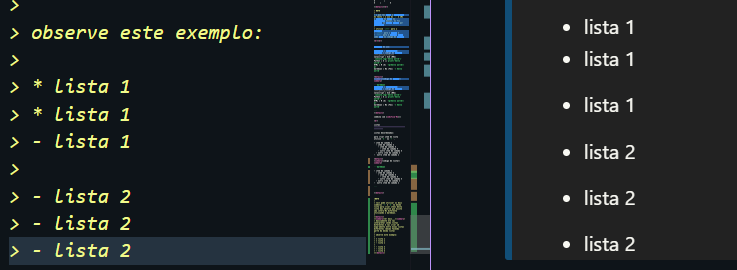 >
> observe este exemplo:
>
> * lista 1
> * lista 1
> - lista 1
>
> - lista 2
> - lista 2
> - lista 2
• lista 1
• lista 1
• lista 1
• lista 2
• lista 2
• lista 2